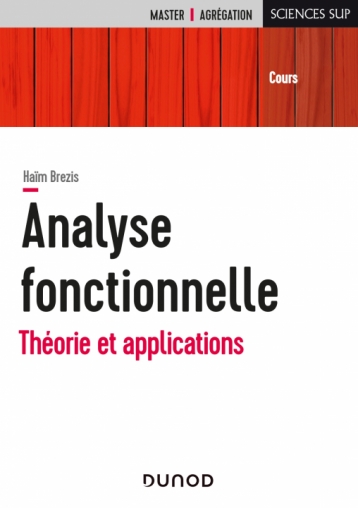 MASTER | AGRÉGATION SCIENCES SUP
Cours
Haïm Brezis
Analyse
fonctionnelle
Théorie et applications
DUNOD